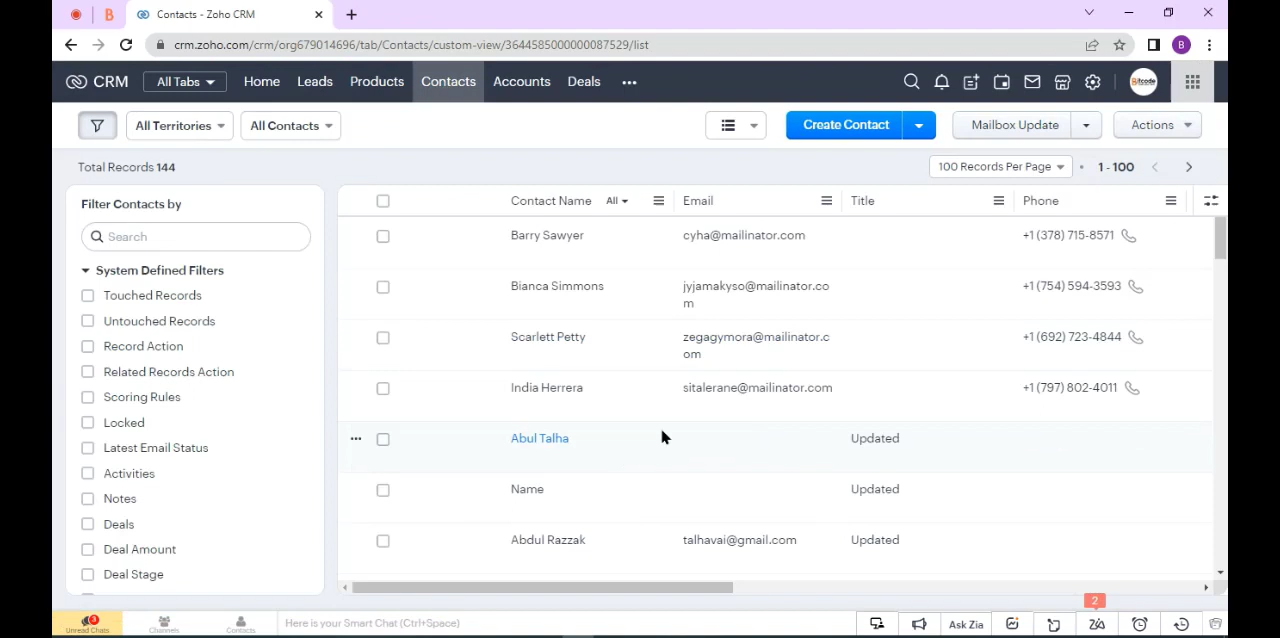 Contacts - Zoho CRM
crm.zoho.com/crm/org679014696/tab/Contacts/custom-view/3644585000000087529/list
B
CRM
All Tabs
Home
Leads
Products
Contacts
Accounts
Deals
Bitcode
All Territories
All Contacts
Create Contact
Mailbox Update
Actions
Total Records 144
100 Records Per Page
1 - 100
Filter Contacts by
Search
System Defined Filters
Touched Records
Untouched Records
Record Action
Related Records Action
Scoring Rules
Locked
Latest Email Status
Activities
Notes
Deals
Deal Amount
Deal Stage
Contact Name All Email Title Phone
Barry Sawyer cyha@mailinator.com +1 (378) 715-8571
Bianca Simmons jyjamakyso@mailinator.co +1 (754) 594-3593
m
Scarlett Petty zegagymora@mailinator.c +1 (692) 723-4844
om
India Herrera sitalerane@mailinator.com +1 (797) 802-4011
Abul Talha Updated
Name Updated
Abdul Razzak talhavai@gmail.com Updated
2
3
Unread Chats
Channels
Contacts
Here is your Smart Chat (Ctrl+Space)
Ask Zia